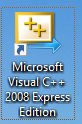 Microsoft
Visual C++
2008 Express
Edition